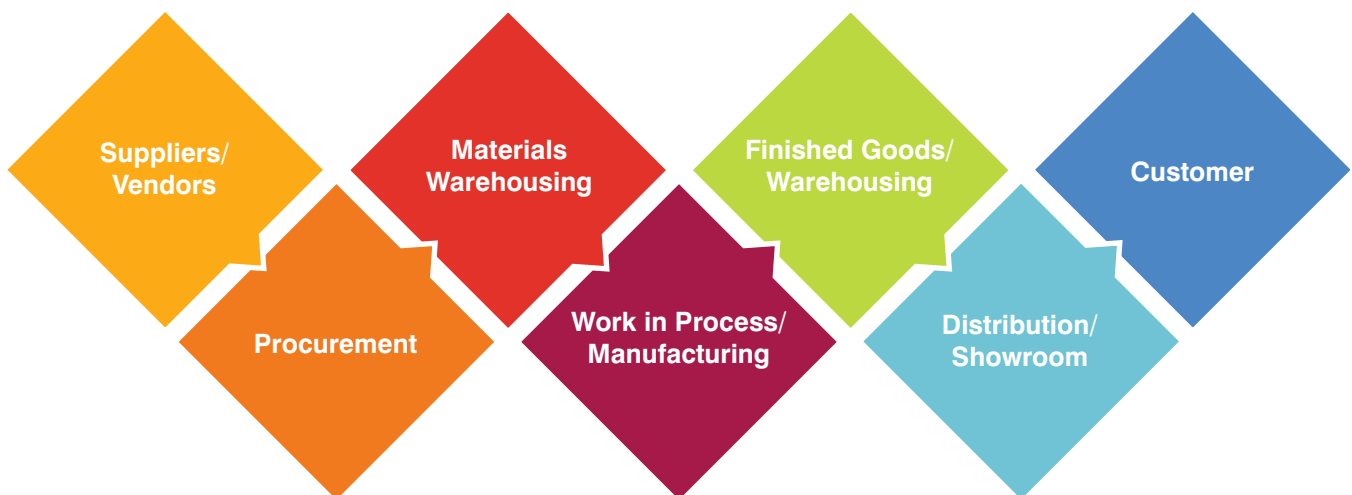 Suppliers/
Vendors
Procurement
Materials
Warehousing
Work in Process/
Manufacturing
Finished Goods/
Warehousing
Distribution/
Showroom
Customer